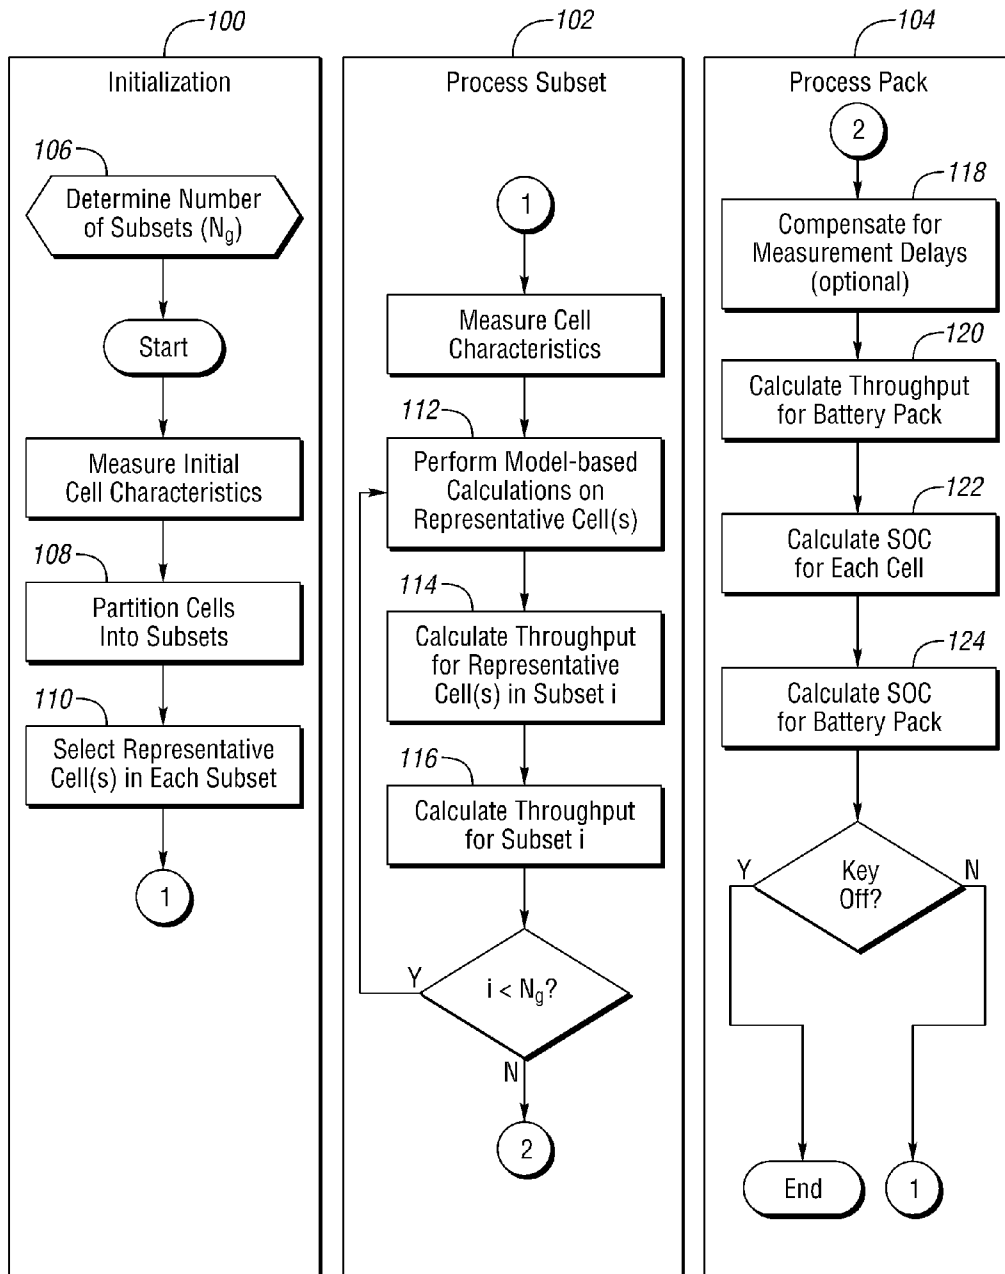 100
Initialization
106
Determine Number
of Subsets (Ng)
Start
Measure Initial
Cell Characteristics
108
Partition Cells
Into Subsets
110
Select Representative
Cell(s) in Each Subset
1
102
Process Subset
1
Measure Cell
Characteristics
112
Perform Model-based
Calculations on
Representative Cell(s)
114
Calculate Throughput
for Representative
Cell(s) in Subset i
116
Calculate Throughput
for Subset i
Y
i < Ng?
N
2
104
Process Pack
2
118
Compensate for
Measurement Delays
(optional)
120
Calculate Throughput
for Battery Pack
122
Calculate SOC
for Each Cell
124
Calculate SOC
for Battery Pack
Y
Key
Off?
N
End
1